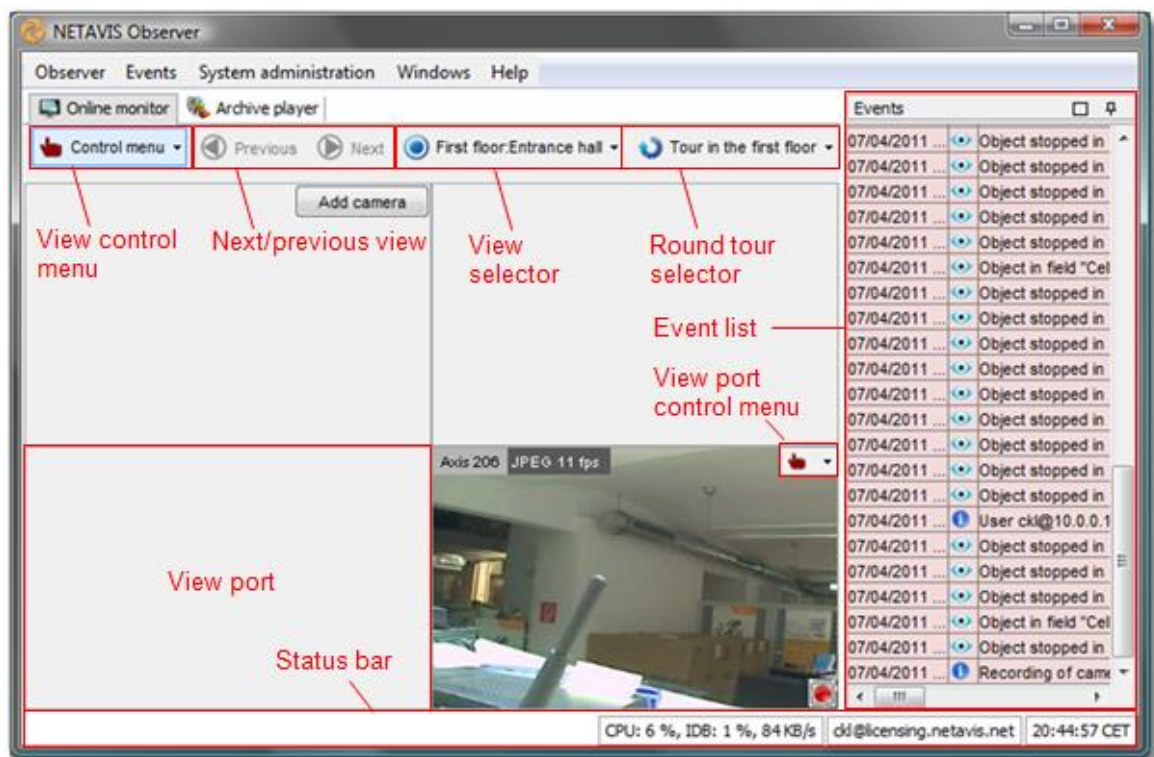 NETAVIS Observer
Observer Events System administration Windows Help
Online monitor Archive player
Events
Control menu Previous Next First floor:Entrance hall Tour in the first floor
Add camera
View control
menu
Next/previous view
View
selector
Round tour
selector
Event list
View port
control menu
Axis 206 JPEG 11 fps
View port
Status bar
07/04/2011 ... Object stopped in
07/04/2011 ... Object stopped in
07/04/2011 ... Object stopped in
07/04/2011 ... Object stopped in
07/04/2011 ... Object stopped in
07/04/2011 ... Object in field "Cel
07/04/2011 ... Object stopped in
07/04/2011 ... Object stopped in
07/04/2011 ... Object stopped in
07/04/2011 ... Object stopped in
07/04/2011 ... Object stopped in
07/04/2011 ... Object stopped in
07/04/2011 ... Object stopped in
07/04/2011 ... Object stopped in
07/04/2011 ... Object stopped in
07/04/2011 ... User ckl@10.0.0.1
07/04/2011 ... Object stopped in
07/04/2011 ... Object stopped in
07/04/2011 ... Object stopped in
07/04/2011 ... Object in field "Cel
07/04/2011 ... Object stopped in
07/04/2011 ... Recording of came
CPU: 6 %, IDB: 1 %, 84 KB/s ckl@licensing.netavis.net 20:44:57 CET